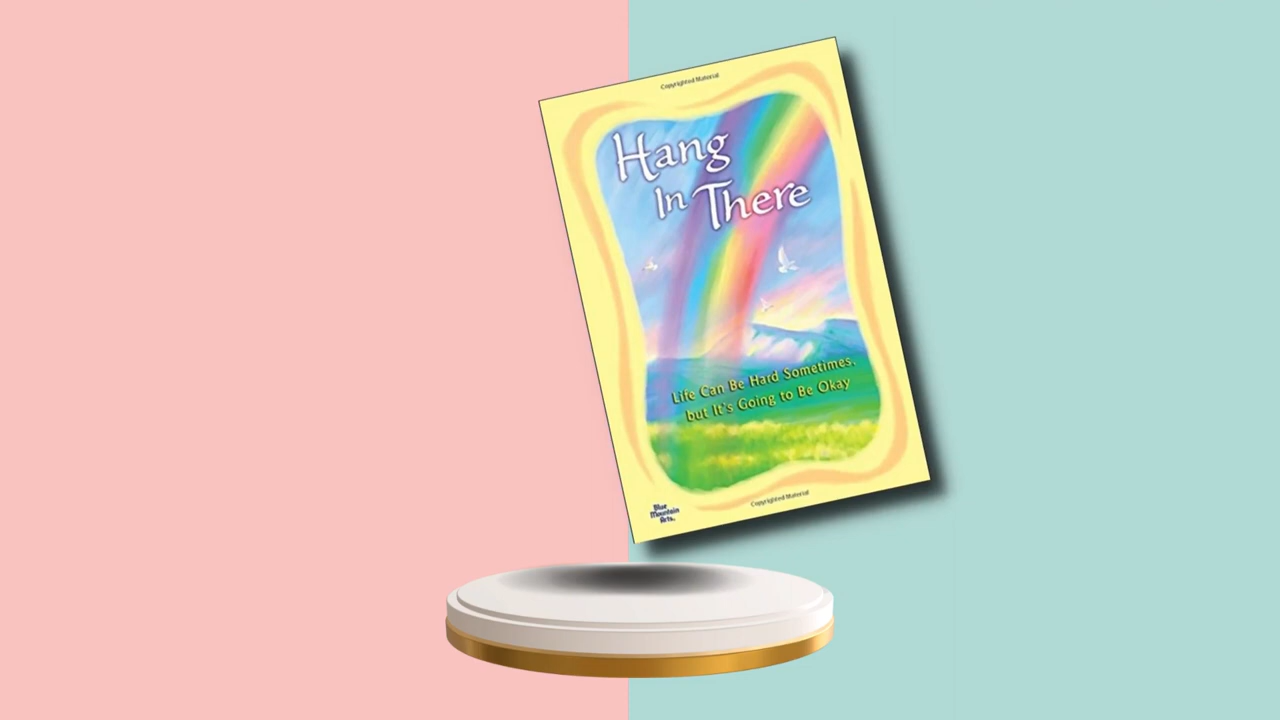 Copyrighted Material
Hang
In There
Life Can Be Hard Sometimes,
but It's Going to Be Okay
Blue
Mountain
Arts.
Copyrighted Material